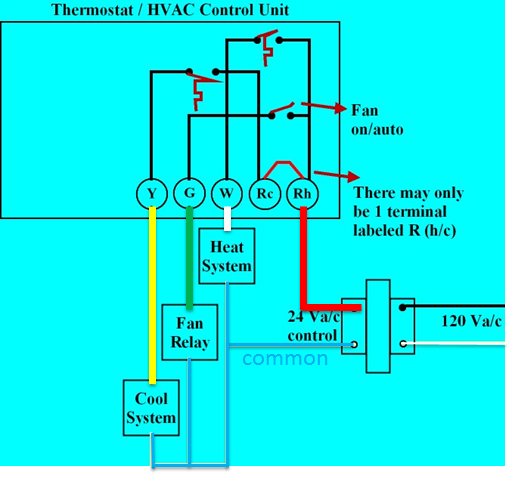 Thermostat / HVAC Control Unit
Fan
on/auto
Y
G
W
Rc
Rh
There may only
be 1 terminal
labeled R (h/c)
Heat
System
24 Va/c
control
120 Va/c
Fan
Relay
common
Cool
System